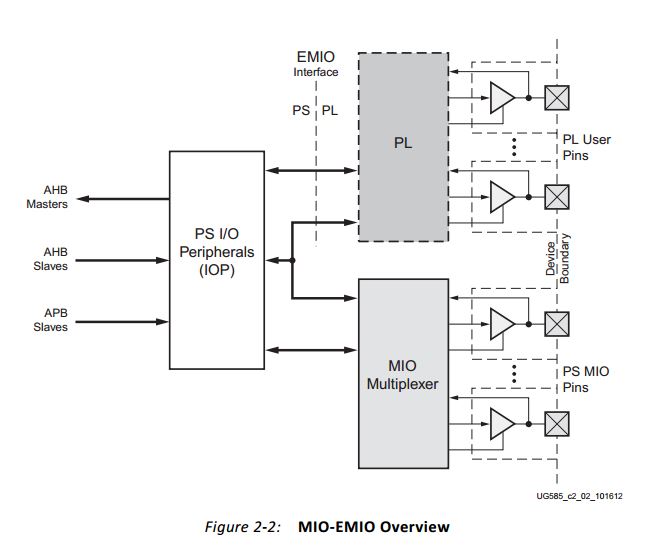 EMIO
Interface
PS PL
PL
PL User
Pins
AHB
Masters
PS I/O
Peripherals
(IOP)
AHB
Slaves
APB
Slaves
Device
Boundary
MIO
Multiplexer
PS MIO
Pins
UG585_c2_02_101612
Figure 2-2: MIO-EMIO Overview